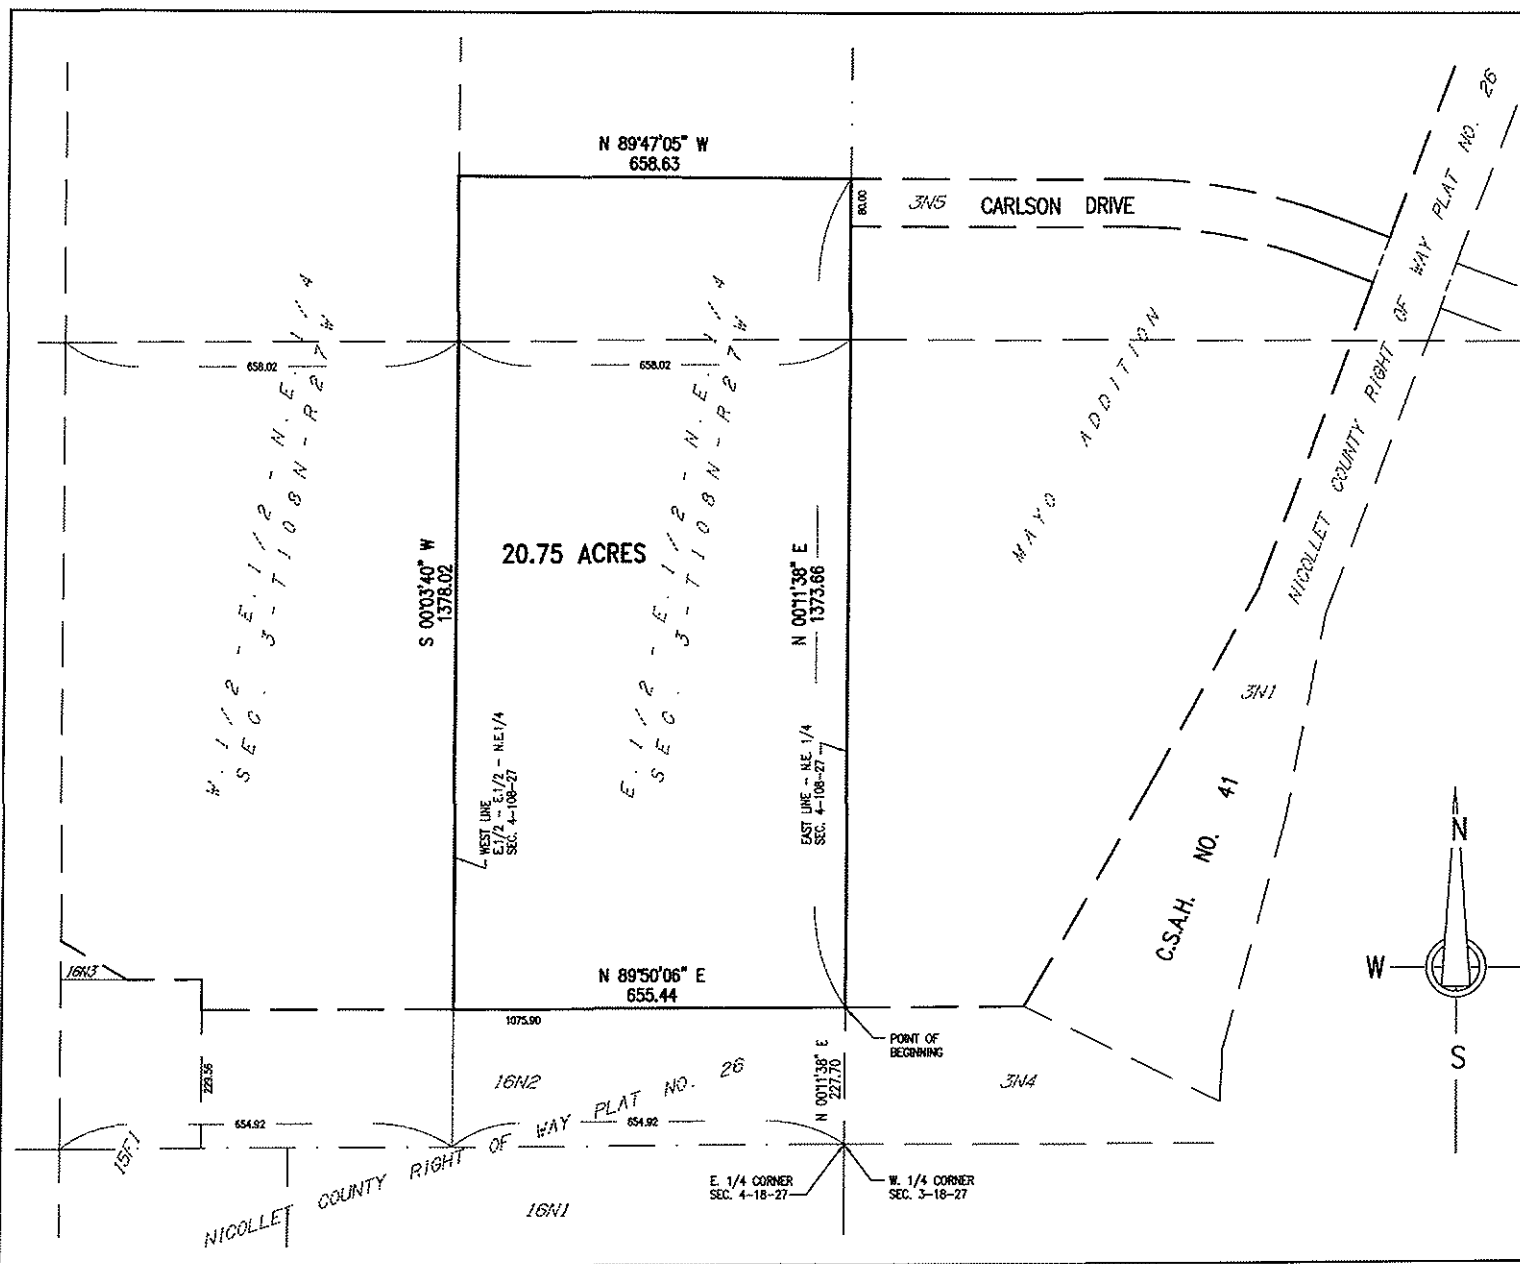 N 89°47'05" W
658.63
80.00
3N5
CARLSON DRIVE
NICOLLET COUNTY RIGHT OF WAY PLAT NO. 26
658.02
658.02
W. 1/2 - E. 1/2 - N.E. 1/4
SEC. 3 - T108N - R27W
E. 1/2 - E. 1/2 - N.E. 1/4
SEC. 3 - T108N - R27W
MAYO ADDITION
20.75 ACRES
S 00°03'40" W
1378.02
N 00°11'38" E
1373.66
3N1
WEST LINE
E.1/2 - E.1/2 - N.E.1/4
SEC. 4-108-27
EAST LINE - N.E. 1/4
SEC. 4-108-27
C.S.A.H. NO. 41
N
W
S
16N3
N 89°50'06" E
655.44
1075.90
POINT OF
BEGINNING
229.56
16N2
N 00°11'38" E
227.70
3N4
654.92
654.92
15F1
NICOLLET COUNTY RIGHT OF WAY PLAT NO. 26
E. 1/4 CORNER
SEC. 4-18-27
W. 1/4 CORNER
SEC. 3-18-27
16N1